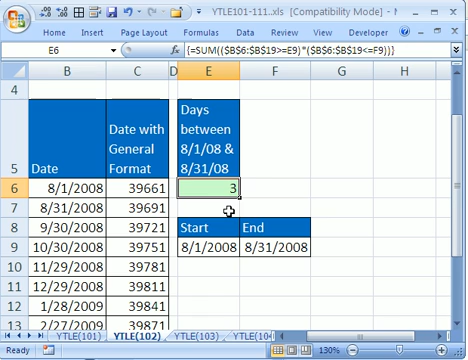 YTLE101-111..xls [Compatibility Mode]
Home Insert Page Layout Formulas Data Review View
E6 {=SUM(($B$6:$B$19>=E9)*($B$6:$B$19<=F9))}
B C D E F G H
4
5 Date Date with General Format Days between 8/1/08 & 8/31/08
6 8/1/2008 39661 3
7 8/31/2008 39691
8 9/30/2008 39721 Start End
9 10/30/2008 39751 8/1/2008 8/31/2008
10 11/29/2008 39781
11 12/29/2008 39811
12 1/28/2009 39841
13 2/27/2009 39871
YTLE(101) YTLE(102) YTLE(103) YTLE(104
Ready 130%